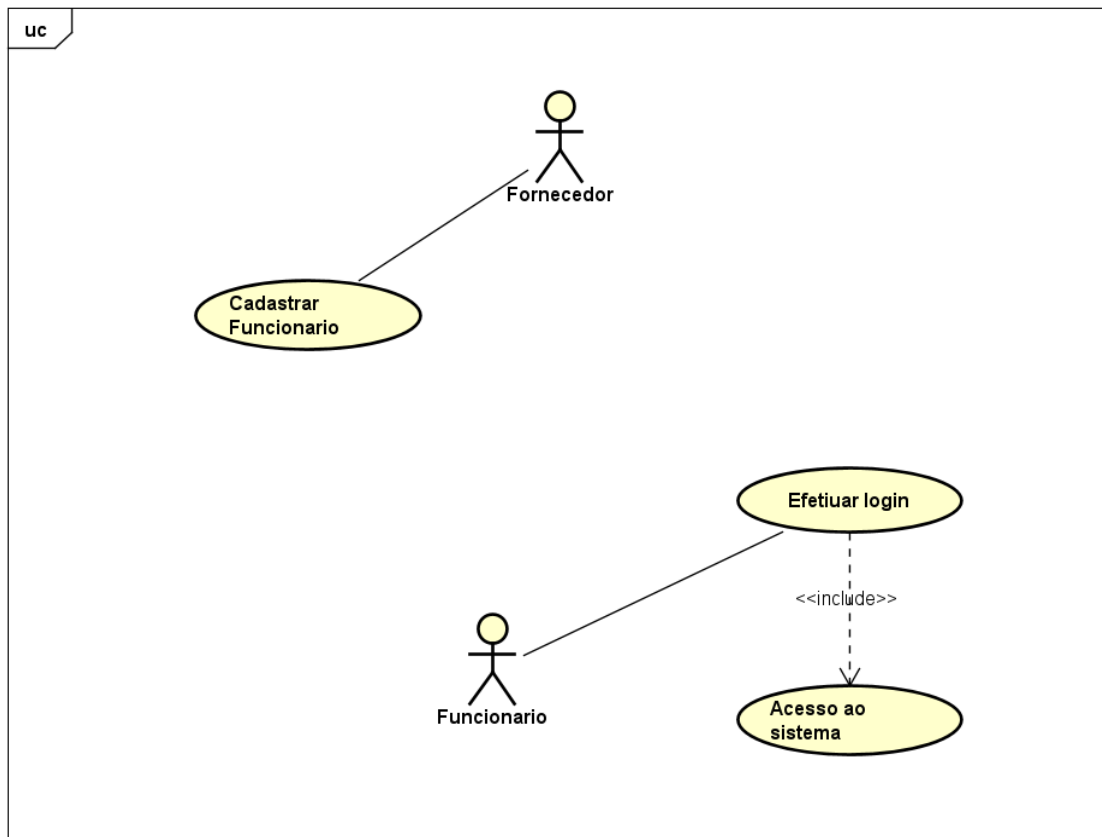 uc
Fornecedor
Cadastrar
Funcionario
Efetiuar login
<<include>>
Funcionario
Acesso ao
sistema